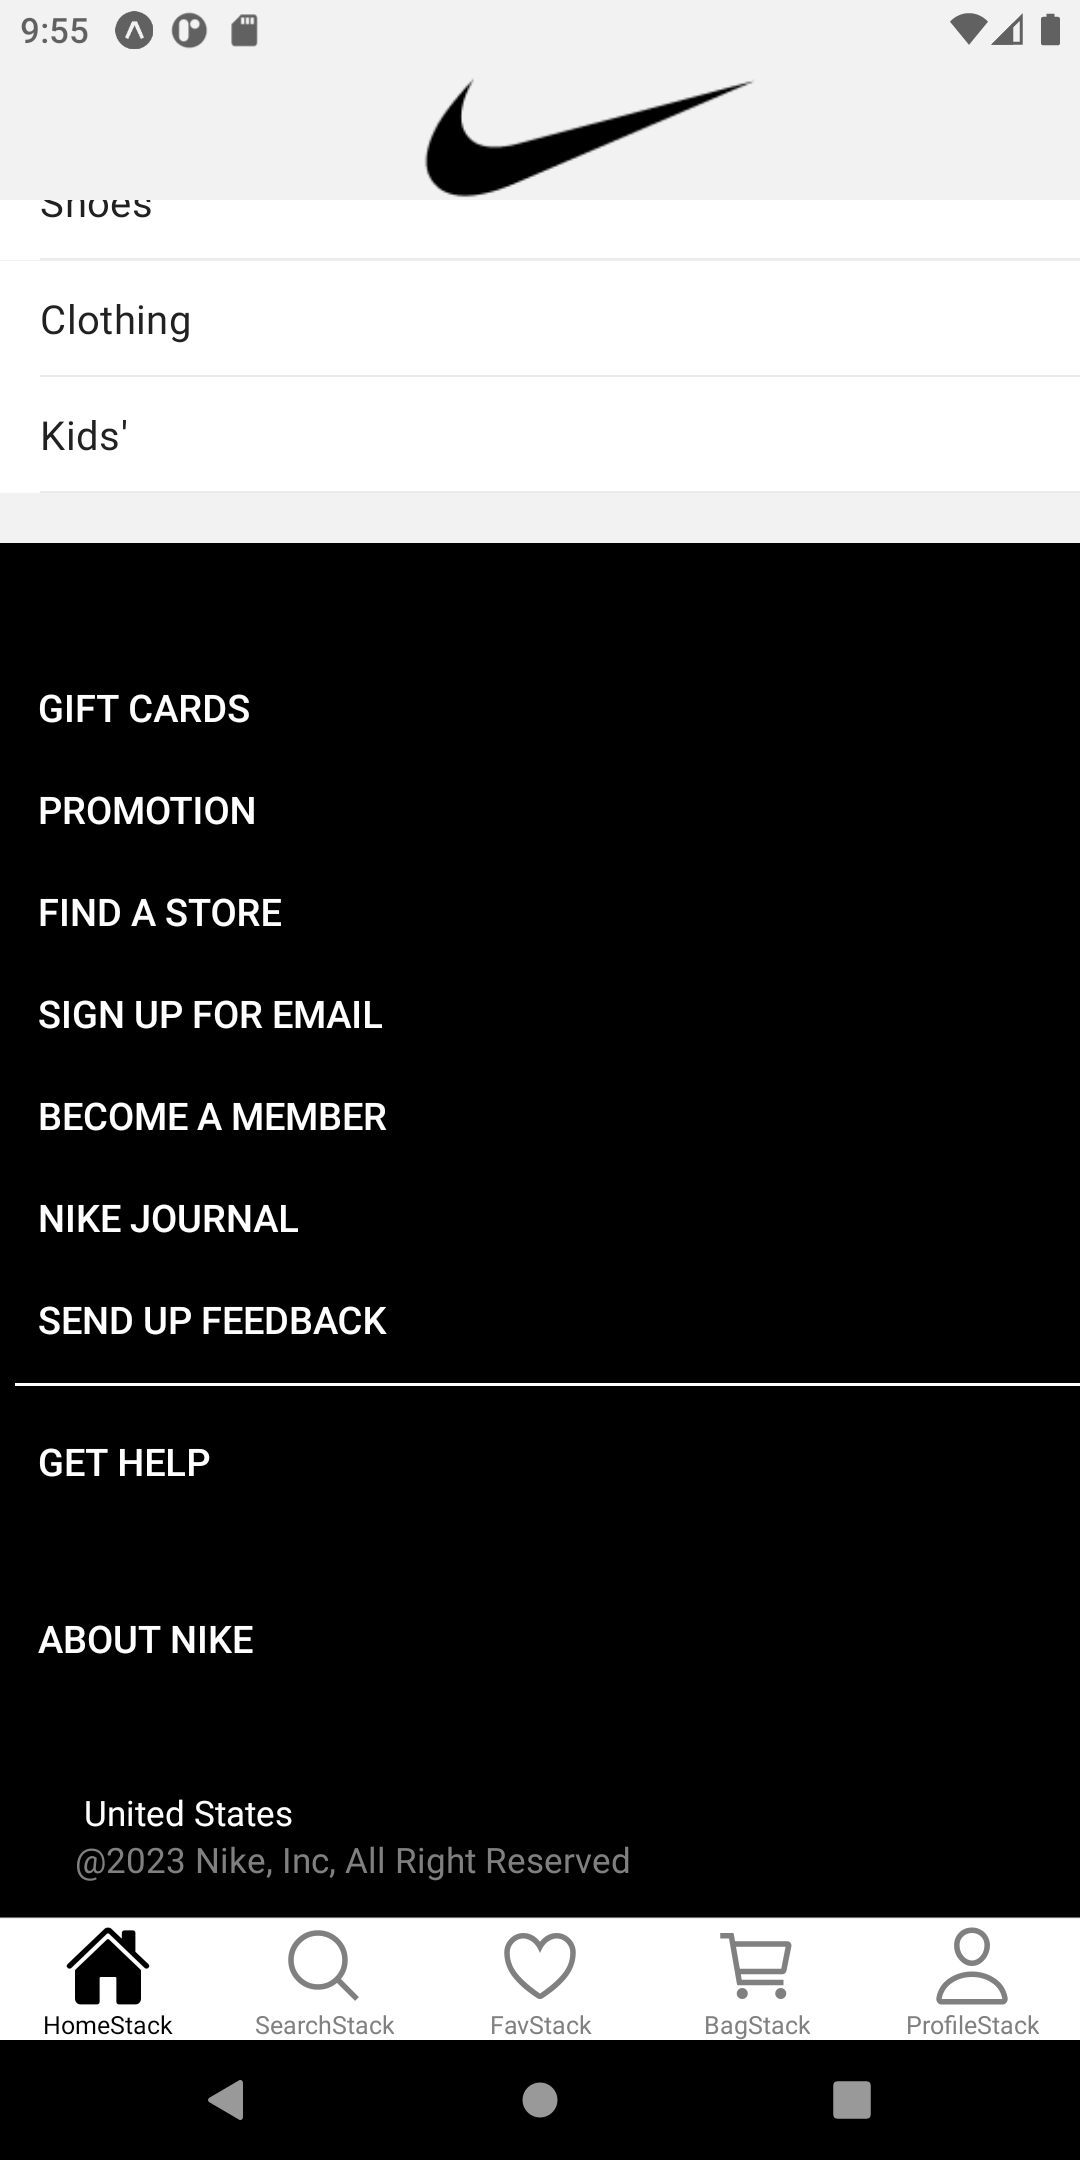 9:55
Shoes
Clothing
Kids'
GIFT CARDS
PROMOTION
FIND A STORE
SIGN UP FOR EMAIL
BECOME A MEMBER
NIKE JOURNAL
SEND UP FEEDBACK
GET HELP
ABOUT NIKE
United States
@2023 Nike, Inc, All Right Reserved
HomeStack SearchStack FavStack BagStack ProfileStack